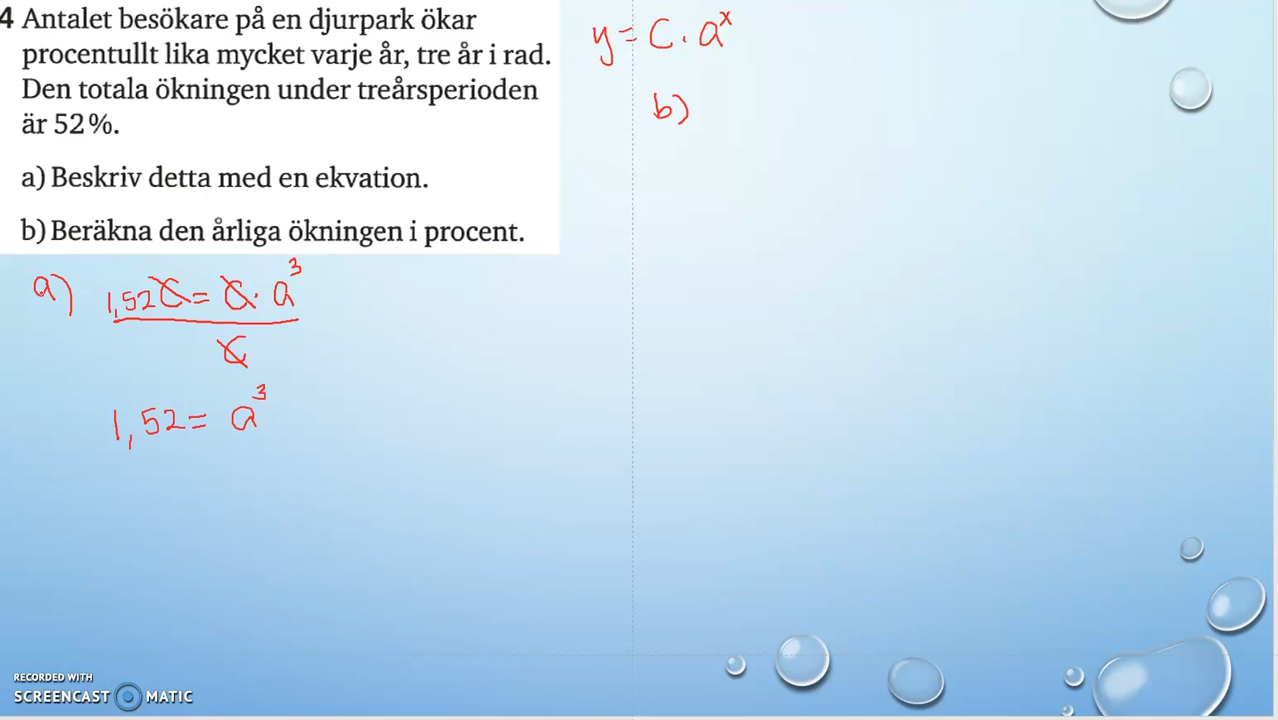 4 Antalet besökare på en djurpark ökar
procentullt lika mycket varje år, tre år i rad.
Den totala ökningen under treårsperioden
är 52 %.
a) Beskriv detta med en ekvation.
b) Beräkna den årliga ökningen i procent.
a) 1,52C = C · a³
C
1,52 = a³
y = C · aˣ
b)
RECORDED WITH
SCREENCAST MATIC